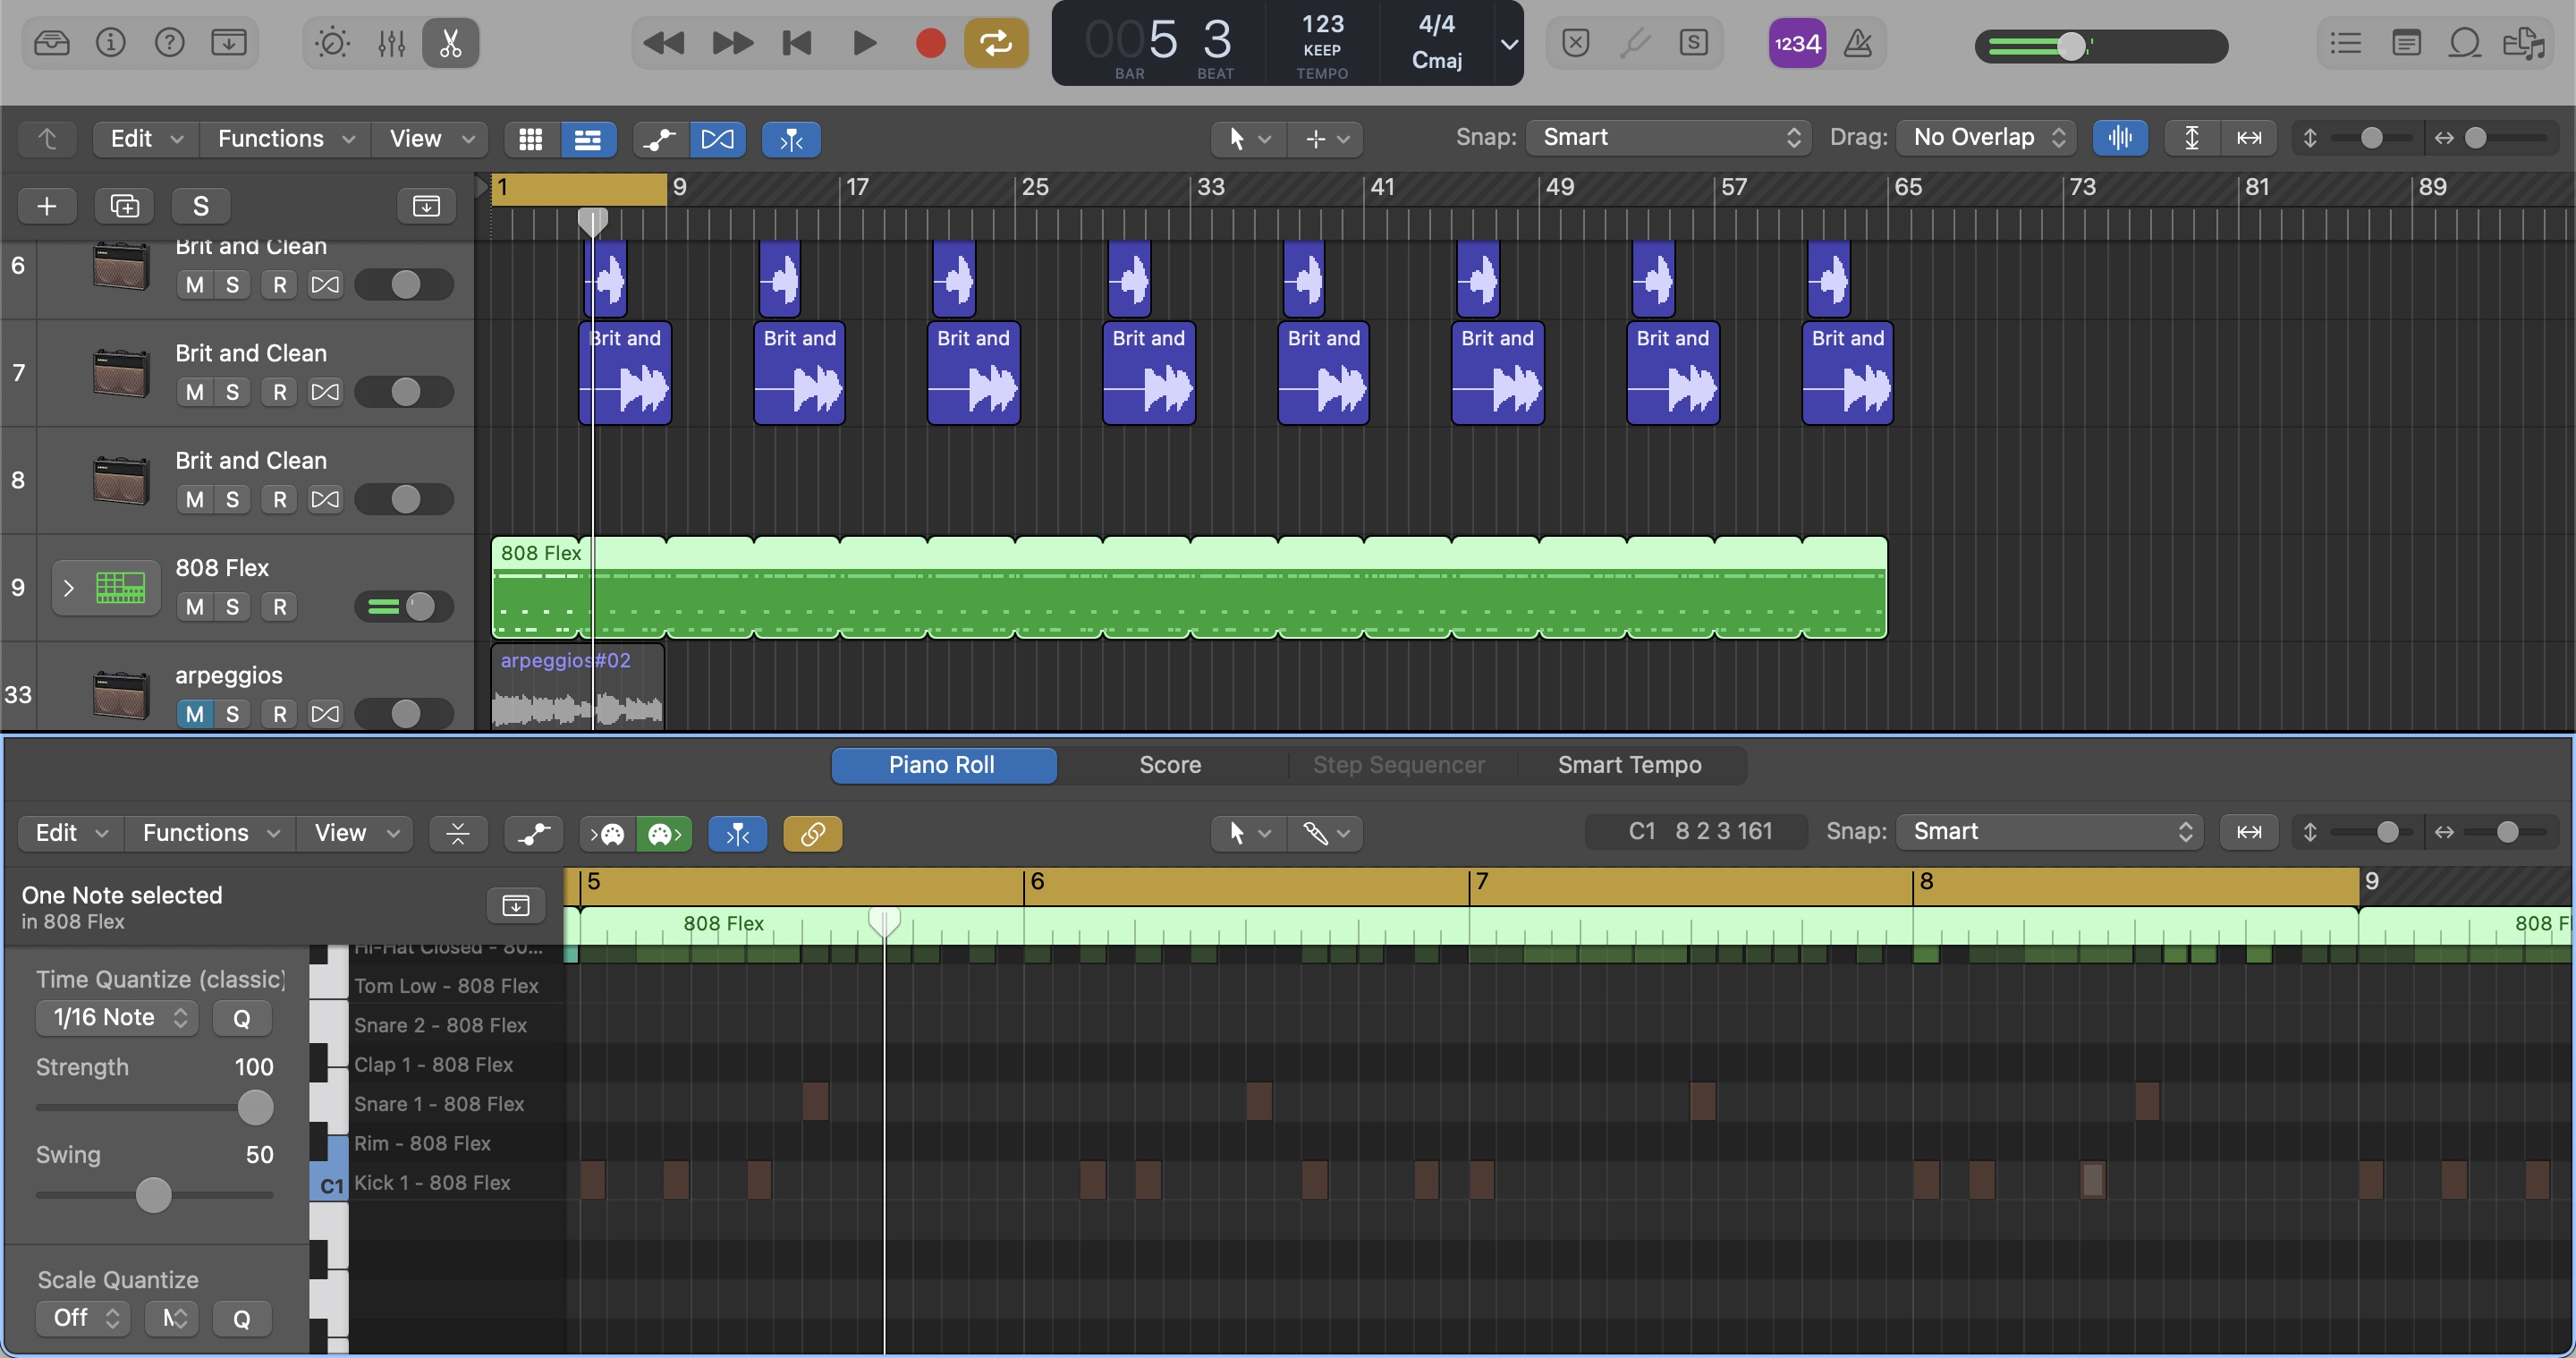 005 3
123
4/4
KEEP
Cmaj
BAR BEAT TEMPO
S
1234
Edit Functions View
Snap: Smart Drag: No Overlap
S
1 9 17 25 33 41 49 57 65 73 81 89
6 Brit and Clean
M S R
7 Brit and Clean
M S R
Brit and Brit and Brit and Brit and Brit and Brit and Brit and Brit and
8 Brit and Clean
M S R
9 808 Flex
M S R
808 Flex
33 arpeggios
M S R
arpeggios#02
Piano Roll Score Step Sequencer Smart Tempo
Edit Functions View
C1 8 2 3 161 Snap: Smart
One Note selected
in 808 Flex
5 6 7 8 9
808 Flex 808 F
Hi-Hat Closed - 80...
Time Quantize (classic)
1/16 Note Q
Strength 100
Swing 50
Scale Quantize
Off Q
Tom Low - 808 Flex
Snare 2 - 808 Flex
Clap 1 - 808 Flex
Snare 1 - 808 Flex
Rim - 808 Flex
C1 Kick 1 - 808 Flex